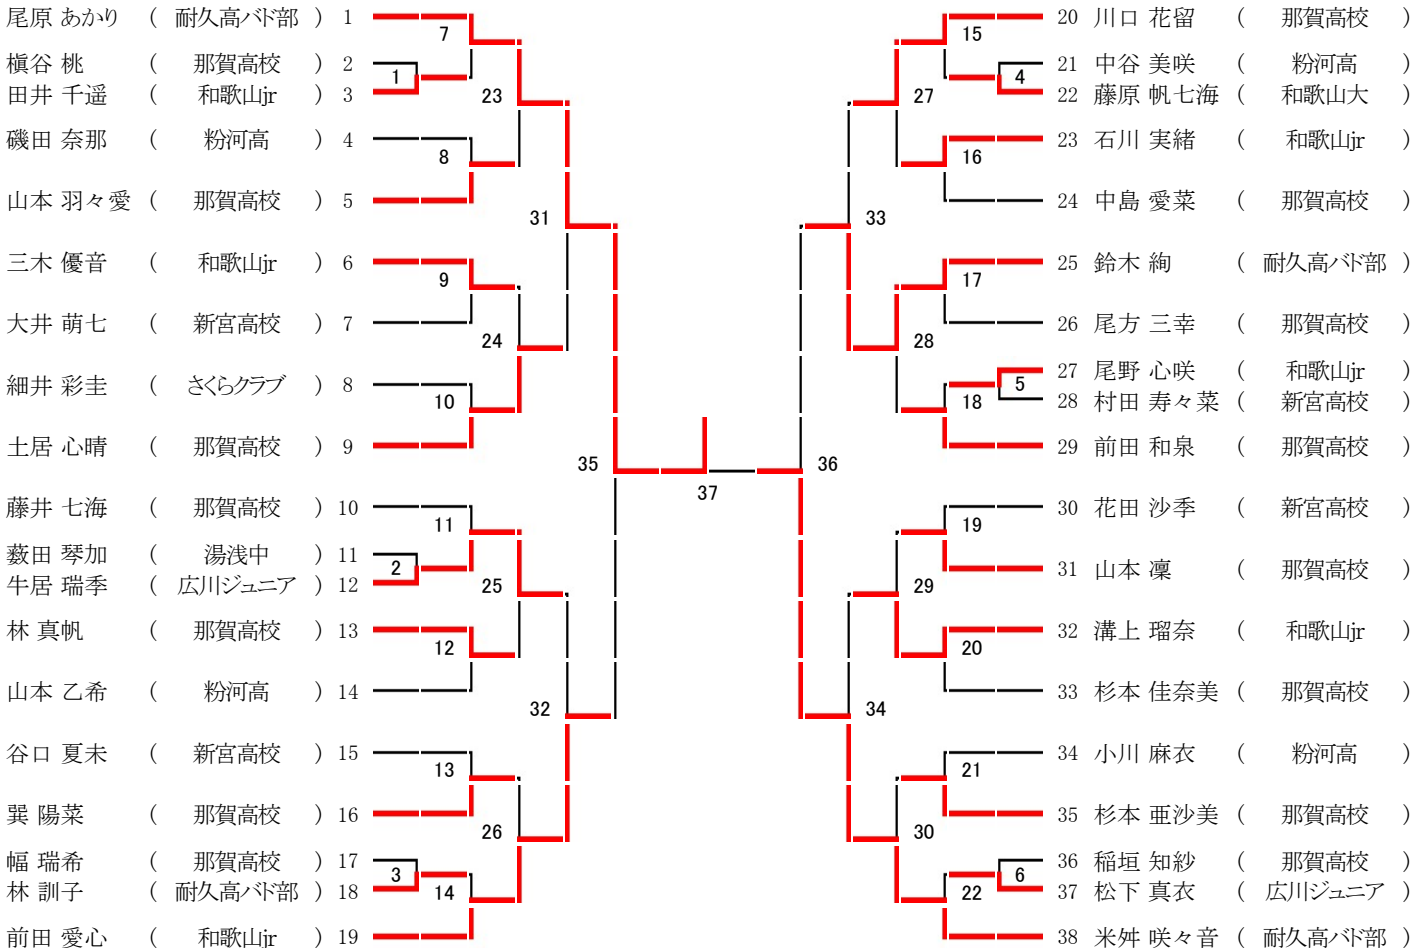 尾原 あかり ( 耐久高バド部 ) 1
槇谷 桃 ( 那賀高校 ) 2
田井 千遥 ( 和歌山jr ) 3
磯田 奈那 ( 粉河高 ) 4
山本 羽々愛 ( 那賀高校 ) 5
三木 優音 ( 和歌山jr ) 6
大井 萌七 ( 新宮高校 ) 7
細井 彩圭 ( さくらクラブ ) 8
土居 心晴 ( 那賀高校 ) 9
藤井 七海 ( 那賀高校 ) 10
薮田 琴加 ( 湯浅中 ) 11
牛居 瑞季 ( 広川ジュニア ) 12
林 真帆 ( 那賀高校 ) 13
山本 乙希 ( 粉河高 ) 14
谷口 夏未 ( 新宮高校 ) 15
巽 陽菜 ( 那賀高校 ) 16
幅 瑞希 ( 那賀高校 ) 17
林 訓子 ( 耐久高バド部 ) 18
前田 愛心 ( 和歌山jr ) 19
7
1
23
8
31
9
24
10
35
11
2
25
12
32
13
26
3
14
37
15
4
27
16
33
17
28
5
18
36
19
29
20
34
21
30
6
22
20 川口 花留 ( 那賀高校 )
21 中谷 美咲 ( 粉河高 )
22 藤原 帆七海 ( 和歌山大 )
23 石川 実緒 ( 和歌山jr )
24 中島 愛菜 ( 那賀高校 )
25 鈴木 絢 ( 耐久高バド部 )
26 尾方 三幸 ( 那賀高校 )
27 尾野 心咲 ( 和歌山jr )
28 村田 寿々菜 ( 新宮高校 )
29 前田 和泉 ( 那賀高校 )
30 花田 沙季 ( 新宮高校 )
31 山本 凜 ( 那賀高校 )
32 溝上 瑠奈 ( 和歌山jr )
33 杉本 佳奈美 ( 那賀高校 )
34 小川 麻衣 ( 粉河高 )
35 杉本 亜沙美 ( 那賀高校 )
36 稲垣 知紗 ( 那賀高校 )
37 松下 真衣 ( 広川ジュニア )
38 米舛 咲々音 ( 耐久高バド部 )